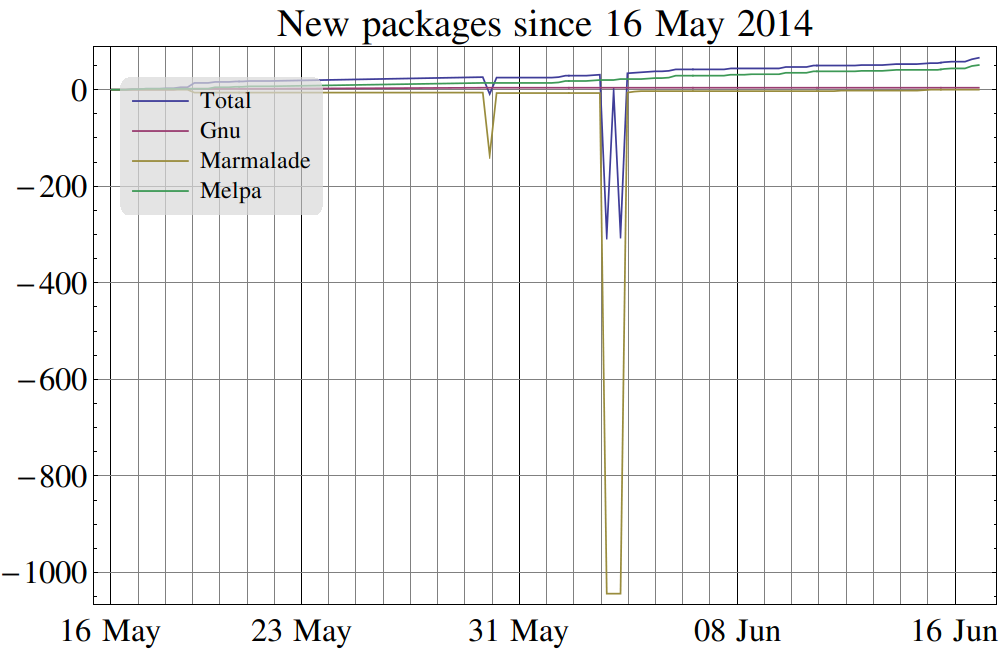 New packages since 16 May 2014
0
Total
Gnu
Marmalade
Melpa
−200
−400
−600
−800
−1000
16 May 23 May 31 May 08 Jun 16 Jun